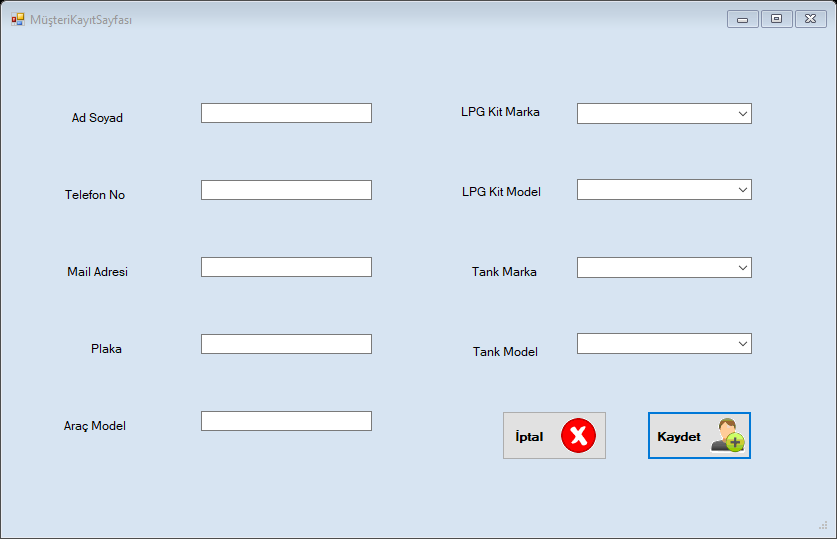 MüşteriKayıtSayfası
Ad Soyad
Telefon No
Mail Adresi
Plaka
Araç Model
LPG Kit Marka
LPG Kit Model
Tank Marka
Tank Model
İptal
Kaydet